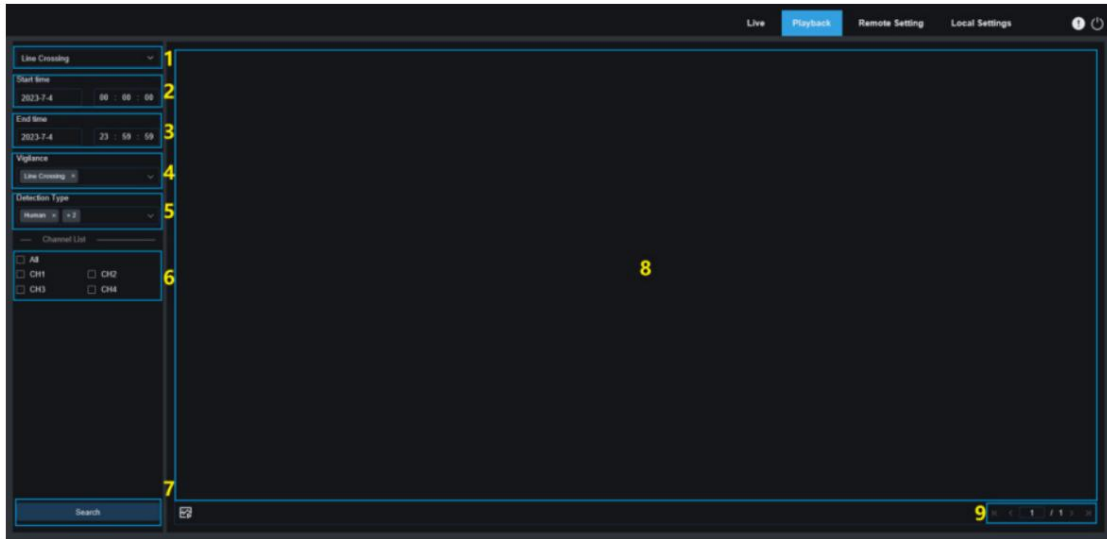 Live Playback Remote Setting Local Settings
Line Crossing 1
Start time
2023-7-4 00 : 00 : 00 2
End time
2023-7-4 23 : 59 : 59 3
Vigilance
Line Crossing × 4
Detection Type
Human × +2 5
Channel List
All
CH1 CH2 6
CH3 CH4
8
7
Search
9 1 / 1